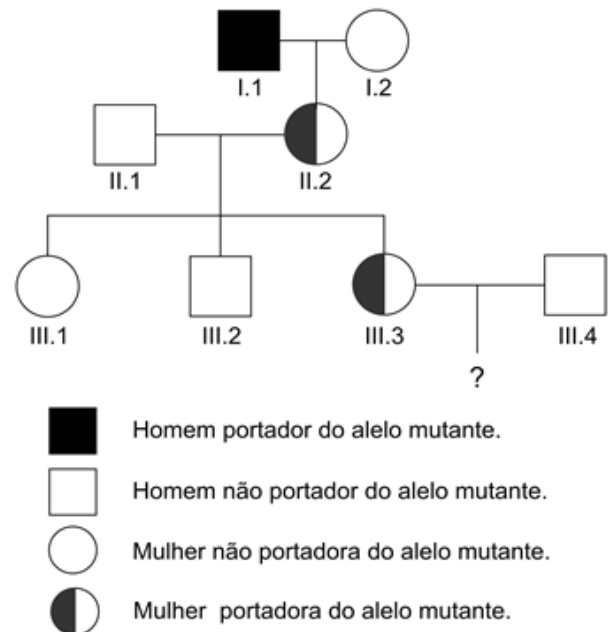 I.1
I.2
II.1
II.2
III.1
III.2
III.3
III.4
?
Homem portador do alelo mutante.
Homem não portador do alelo mutante.
Mulher não portadora do alelo mutante.
Mulher portadora do alelo mutante.